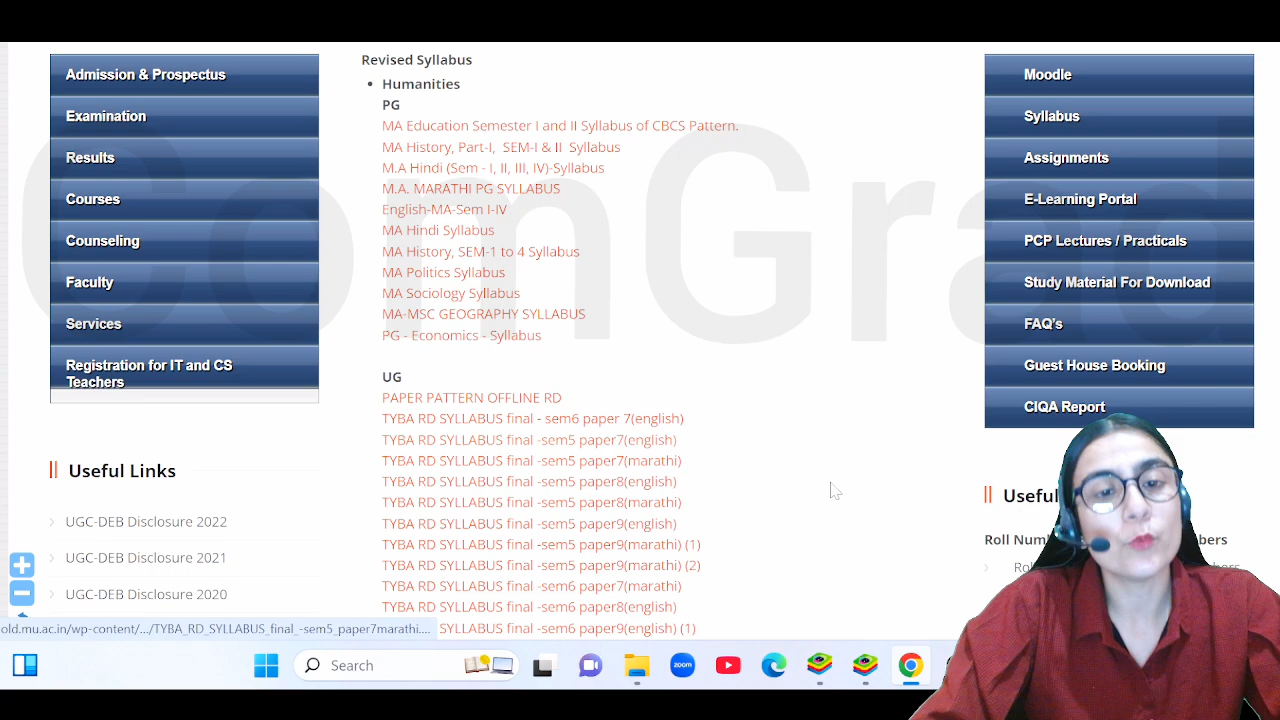 Admission & Prospectus
Examination
Results
Courses
Counseling
Faculty
Services
Registration for IT and CS
Teachers
Useful Links
UGC-DEB Disclosure 2022
UGC-DEB Disclosure 2021
UGC-DEB Disclosure 2020
Revised Syllabus
Humanities
PG
MA Education Semester I and II Syllabus of CBCS Pattern.
MA History, Part-I, SEM-I & II Syllabus
M.A Hindi (Sem - I, II, III, IV)-Syllabus
M.A. MARATHI PG SYLLABUS
English-MA-Sem I-IV
MA Hindi Syllabus
MA History, SEM-1 to 4 Syllabus
MA Politics Syllabus
MA Sociology Syllabus
MA-MSC GEOGRAPHY SYLLABUS
PG - Economics - Syllabus
UG
PAPER PATTERN OFFLINE RD
TYBA RD SYLLABUS final - sem6 paper 7(english)
TYBA RD SYLLABUS final -sem5 paper7(english)
TYBA RD SYLLABUS final -sem5 paper7(marathi)
TYBA RD SYLLABUS final -sem5 paper8(english)
TYBA RD SYLLABUS final -sem5 paper8(marathi)
TYBA RD SYLLABUS final -sem5 paper9(english)
TYBA RD SYLLABUS final -sem5 paper9(marathi) (1)
TYBA RD SYLLABUS final -sem5 paper9(marathi) (2)
TYBA RD SYLLABUS final -sem6 paper7(marathi)
TYBA RD SYLLABUS final -sem6 paper8(english)
SYLLABUS final -sem6 paper9(english) (1)
Moodle
Syllabus
Assignments
E-Learning Portal
PCP Lectures / Practicals
Study Material For Download
FAQ's
Guest House Booking
CIQA Report
Useful
Roll Num
bers
ers
ComGrad
old.mu.ac.in/wp-content/.../TYBA_RD_SYLLABUS_final_-sem5_paper7marathi....
Search
zoom